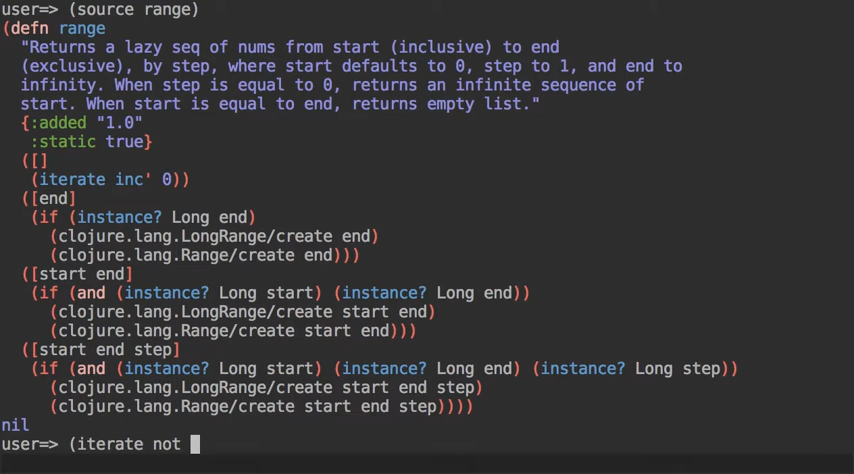 user=> (source range)
(defn range
  "Returns a lazy seq of nums from start (inclusive) to end
  (exclusive), by step, where start defaults to 0, step to 1, and end to
  infinity. When step is equal to 0, returns an infinite sequence of
  start. When start is equal to end, returns empty list."
  {:added "1.0"
   :static true}
  ([]
   (iterate inc' 0))
  ([end]
   (if (instance? Long end)
     (clojure.lang.LongRange/create end)
     (clojure.lang.Range/create end)))
  ([start end]
   (if (and (instance? Long start) (instance? Long end))
     (clojure.lang.LongRange/create start end)
     (clojure.lang.Range/create start end)))
  ([start end step]
   (if (and (instance? Long start) (instance? Long end) (instance? Long step))
     (clojure.lang.LongRange/create start end step)
     (clojure.lang.Range/create start end step))))
nil
user=> (iterate not